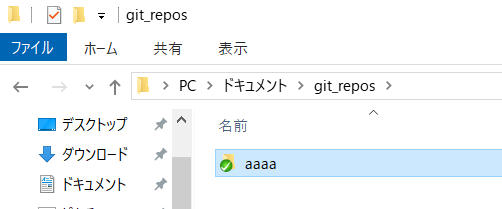 git_repos
ファイル ホーム 共有 表示
PC ドキュメント git_repos
デスクトップ
ダウンロード
ドキュメント
名前
aaaa